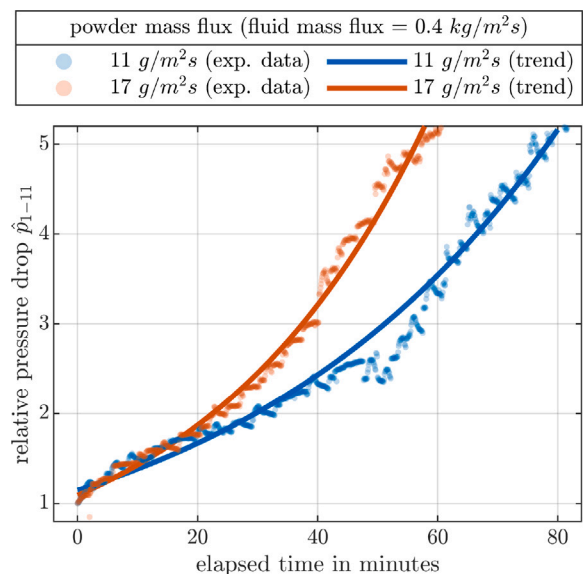 powder mass flux (fluid mass flux = 0.4 kg/m²s)
11 g/m²s (exp. data) 11 g/m²s (trend)
17 g/m²s (exp. data) 17 g/m²s (trend)
relative pressure drop p̂₁₋₁₁
5
4
3
2
1
0 20 40 60 80
elapsed time in minutes